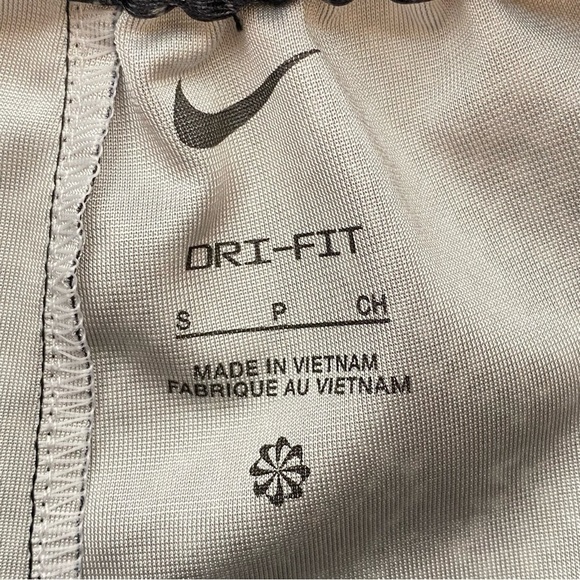 DRI-FIT
S P CH
MADE IN VIETNAM
FABRIQUE AU VIETNAM